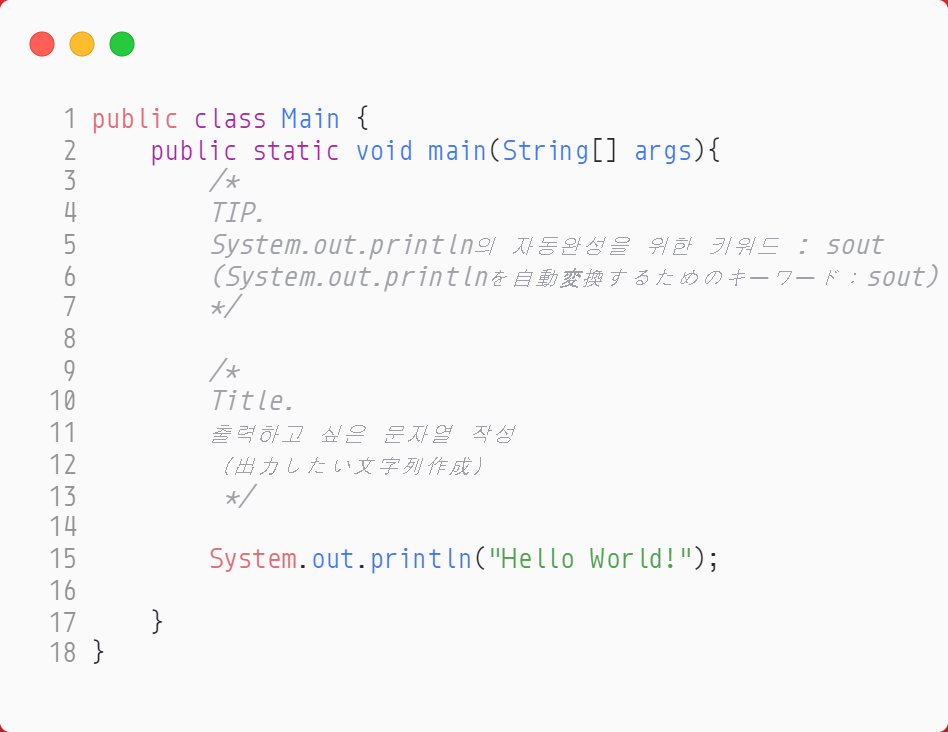 1 public class Main {
2 public static void main(String[] args){
3 /*
4 TIP.
5 System.out.println의 자동완성을 위한 키워드 : sout
6 (System.out.printlnを自動変換するためのキーワード：sout)
7 */
8
9 /*
10 Title.
11 출력하고 싶은 문자열 작성
12 （出力したい文字列作成）
13 */
14
15 System.out.println("Hello World!");
16
17 }
18 }